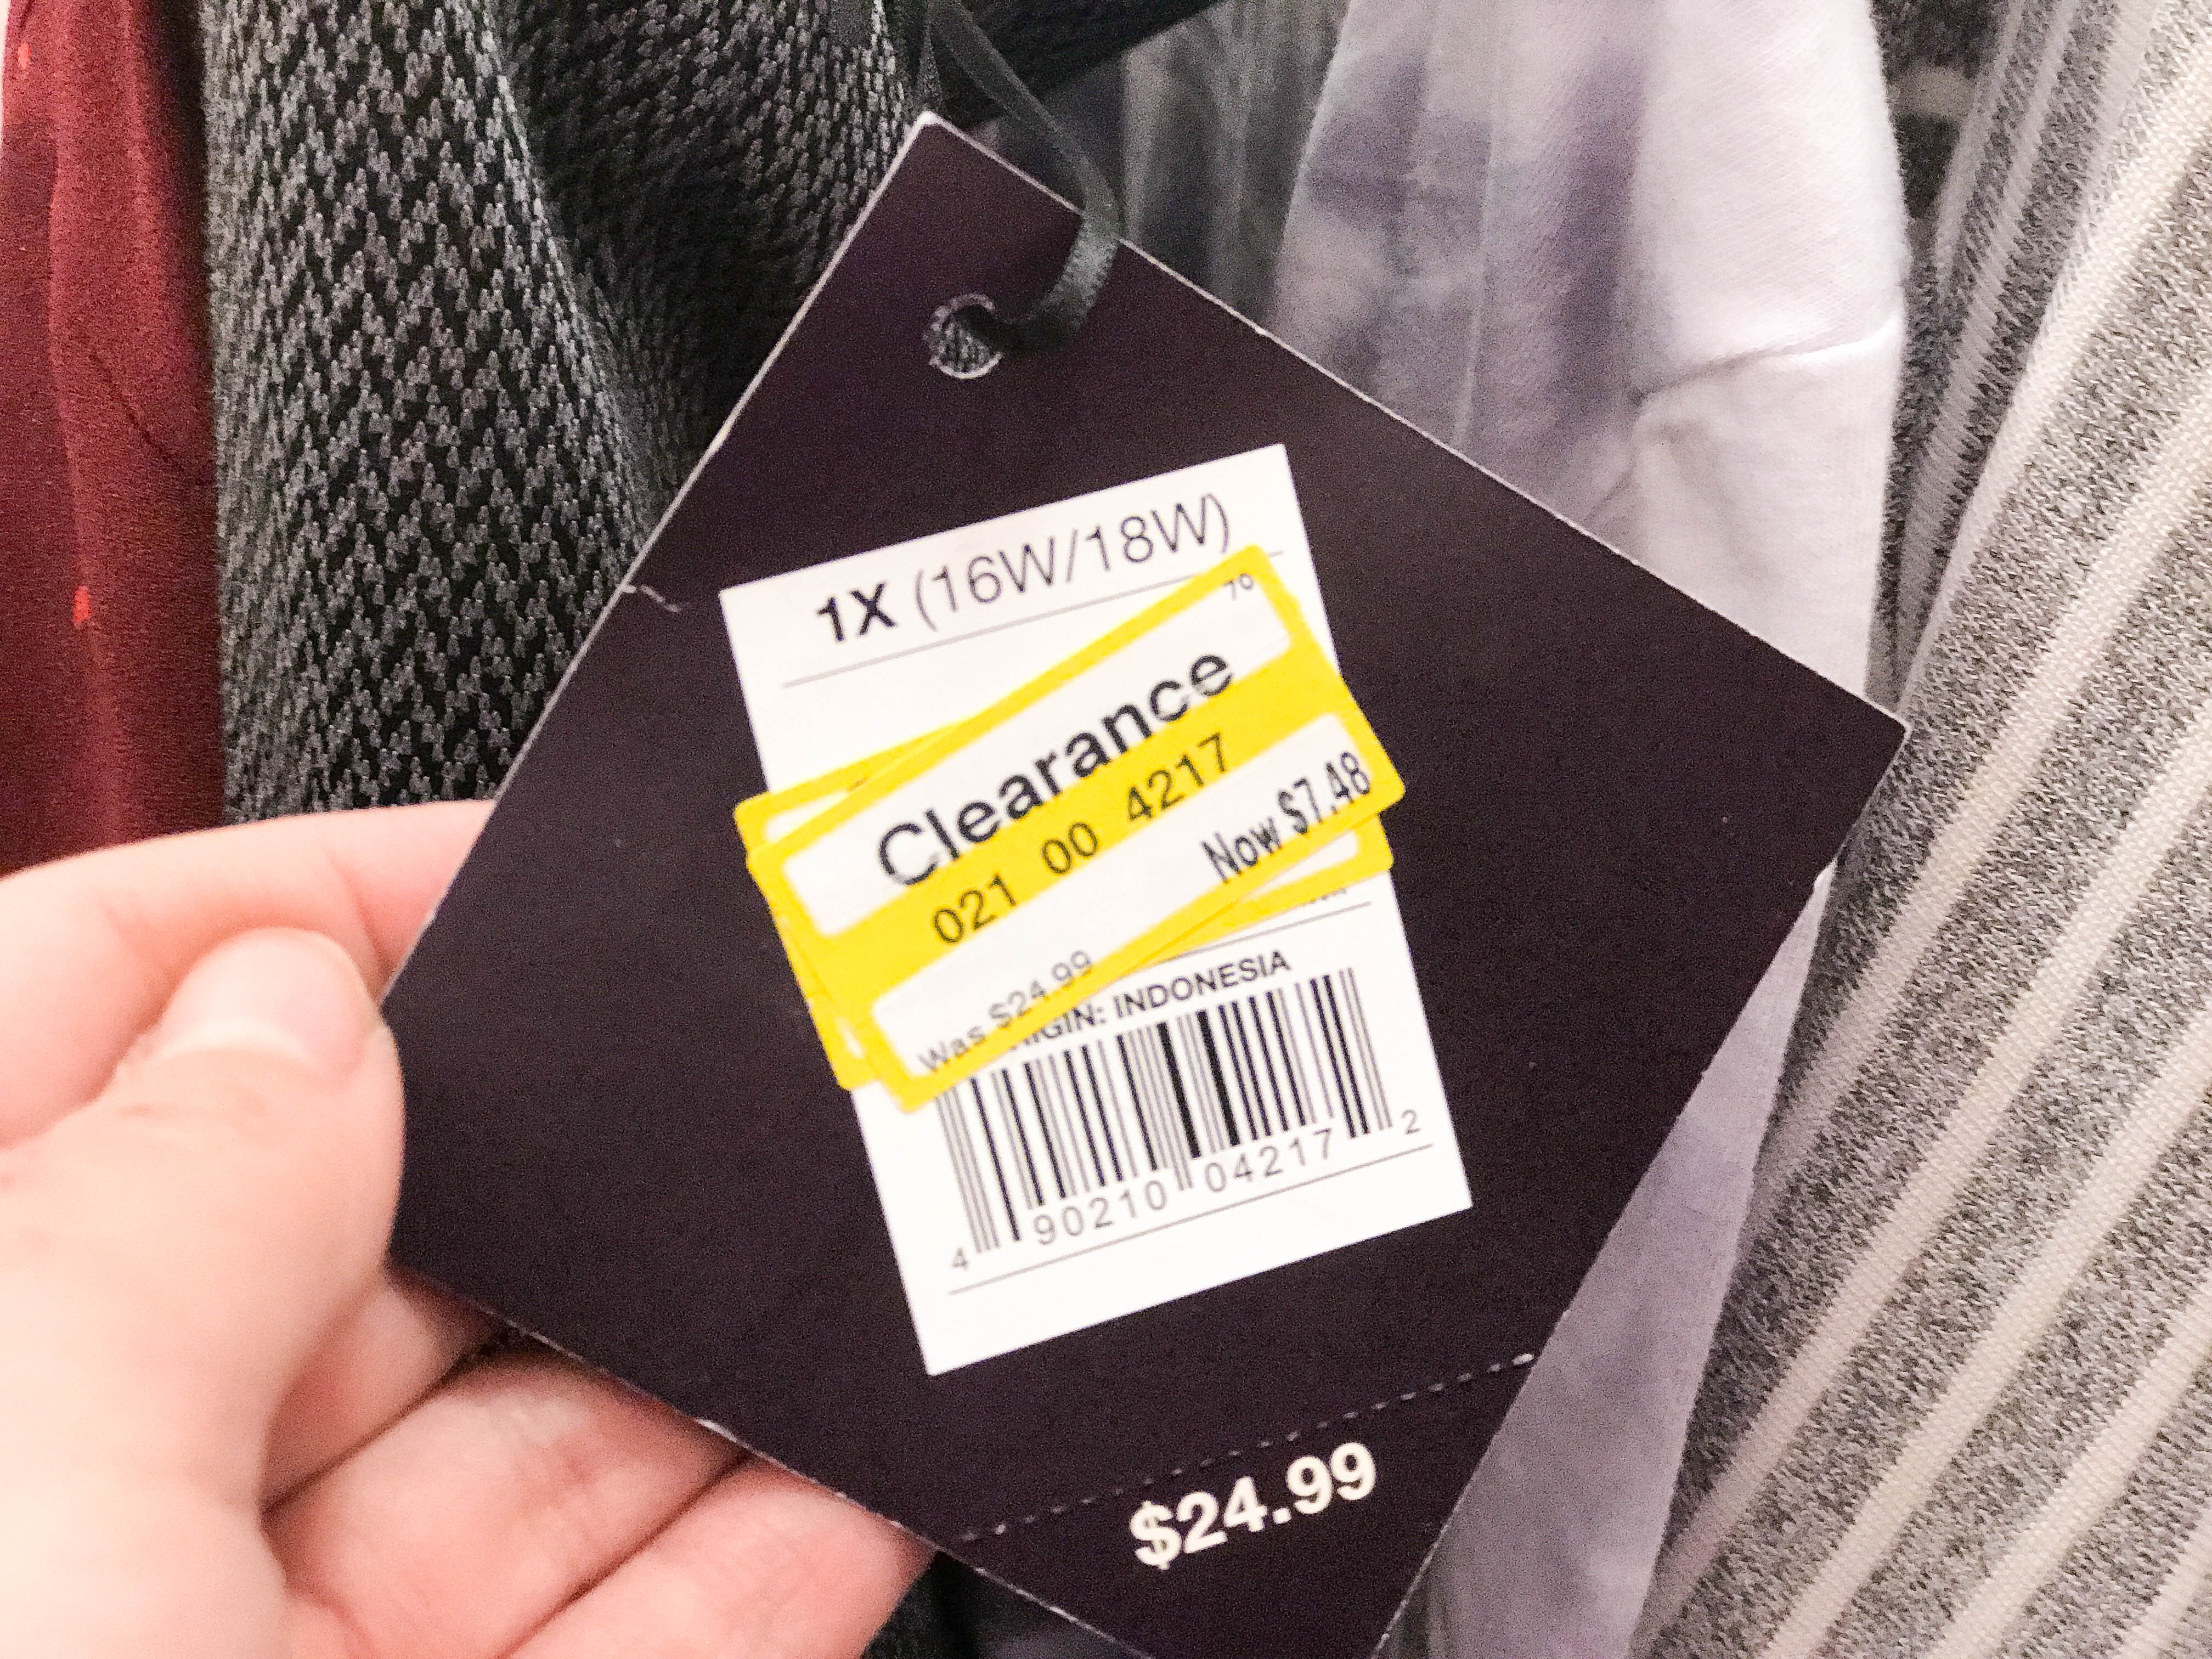 1X (16W/18W)
70
Clearance
021 00 4217
Now $7.48
Was $24.99
INDONESIA
4 90210 04217 2
$24.99